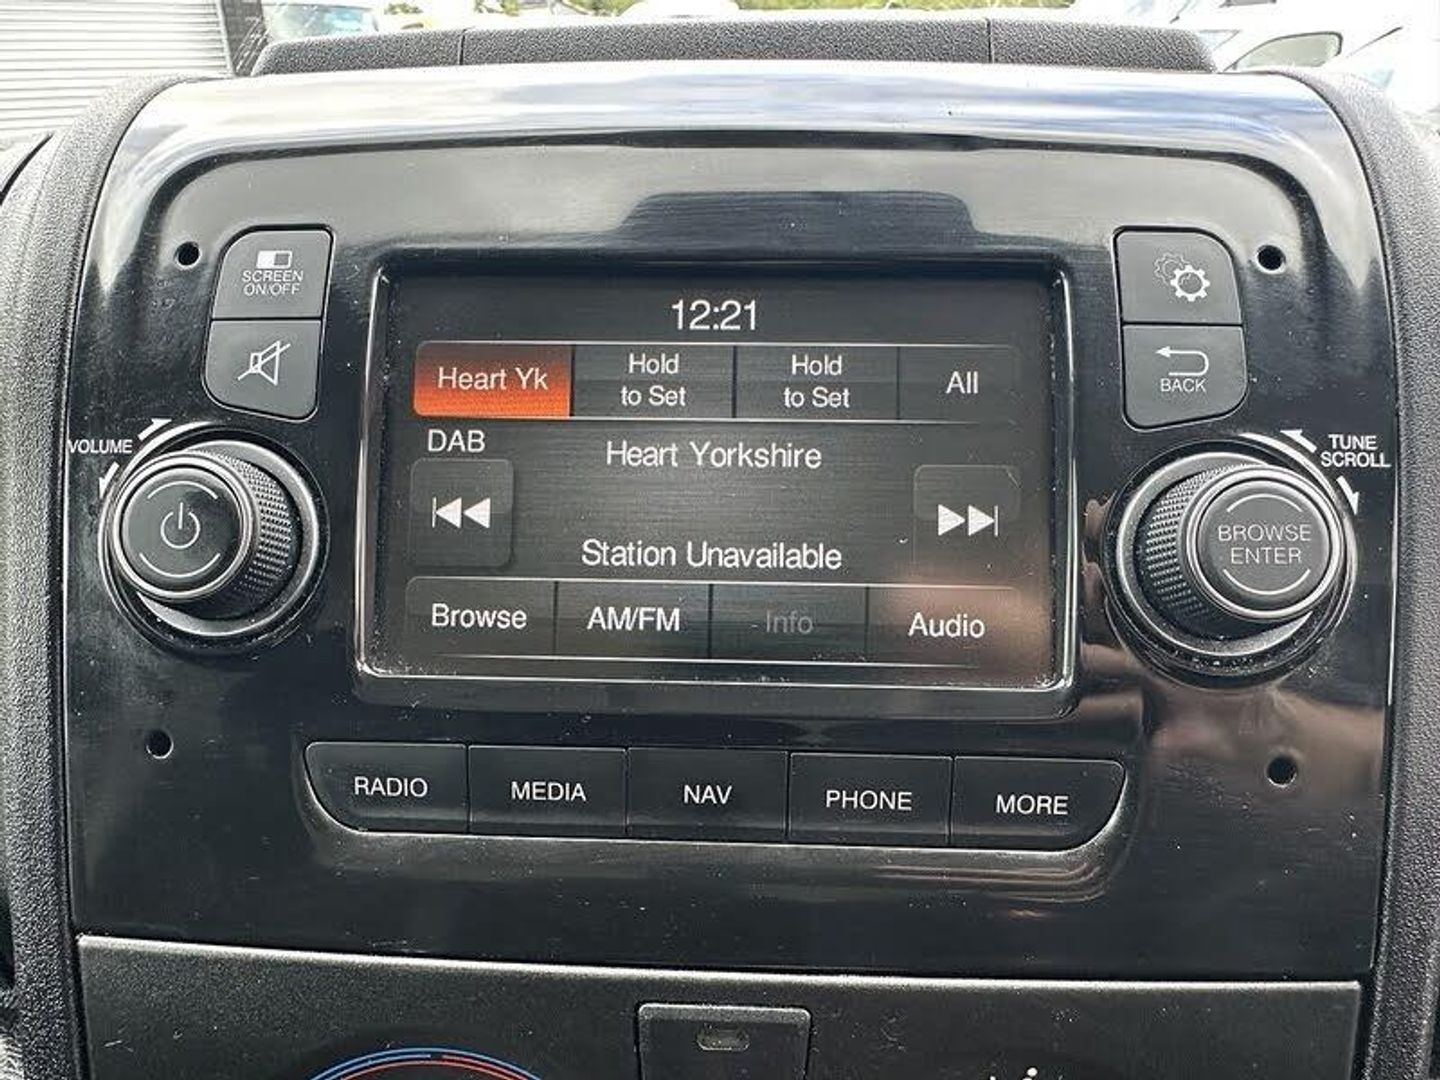 SCREEN
ON/OFF
12:21
Heart Yk
Hold
to Set
Hold
to Set
All
BACK
VOLUME
DAB
Heart Yorkshire
TUNE
SCROLL
BROWSE
ENTER
Station Unavailable
Browse
AM/FM
Info
Audio
RADIO
MEDIA
NAV
PHONE
MORE